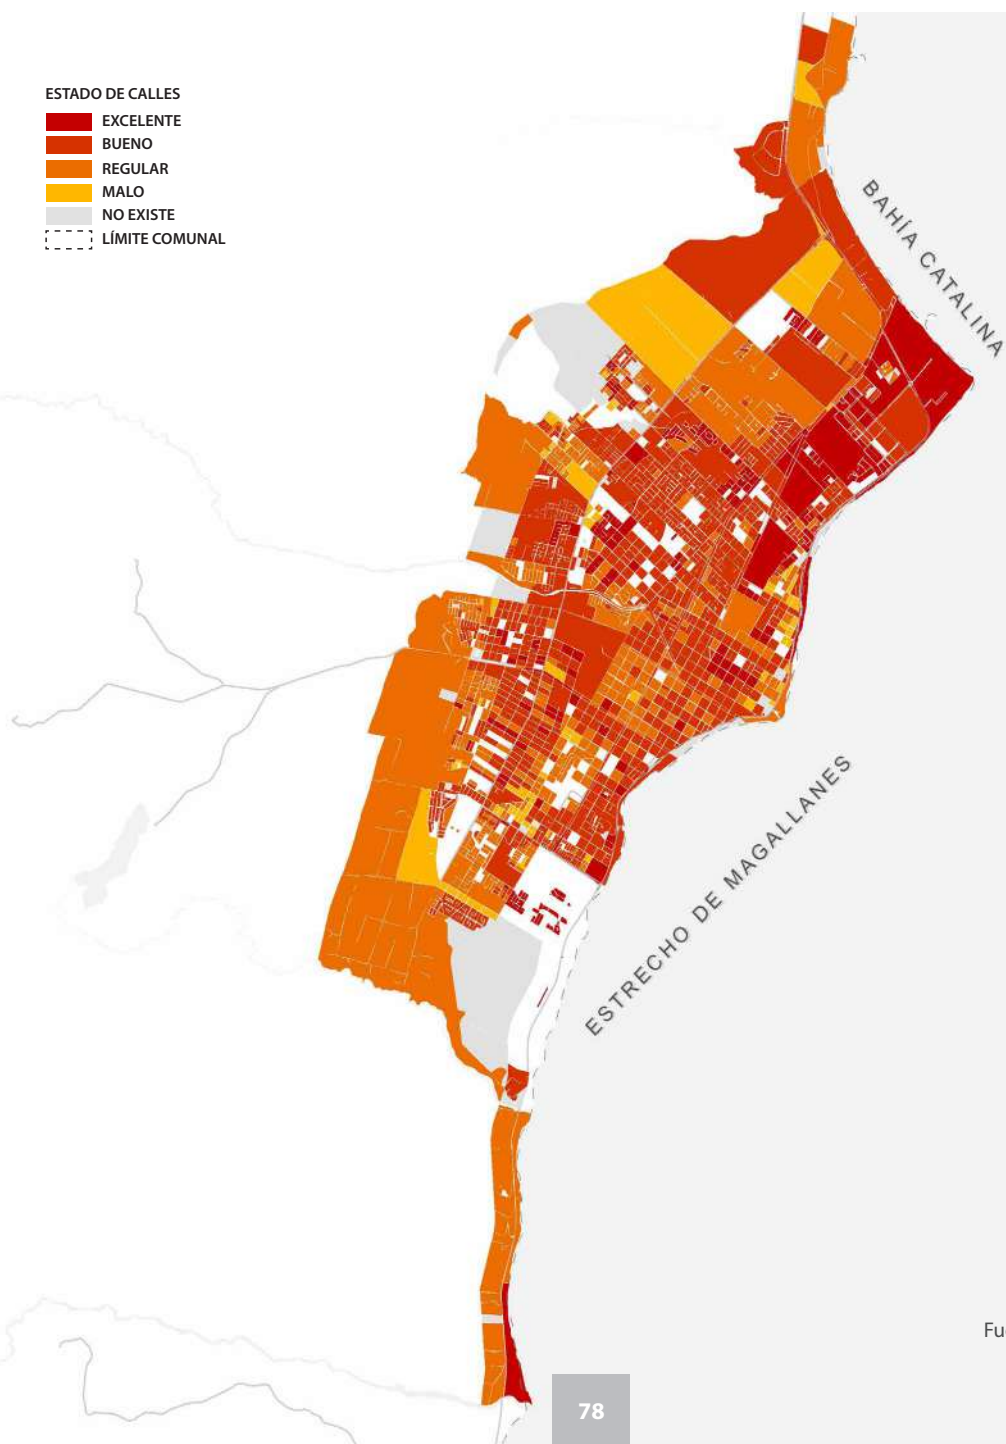 ESTADO DE CALLES
EXCELENTE
BUENO
REGULAR
MALO
NO EXISTE
LÍMITE COMUNAL
BAHÍA CATALINA
ESTRECHO DE MAGALLANES
78